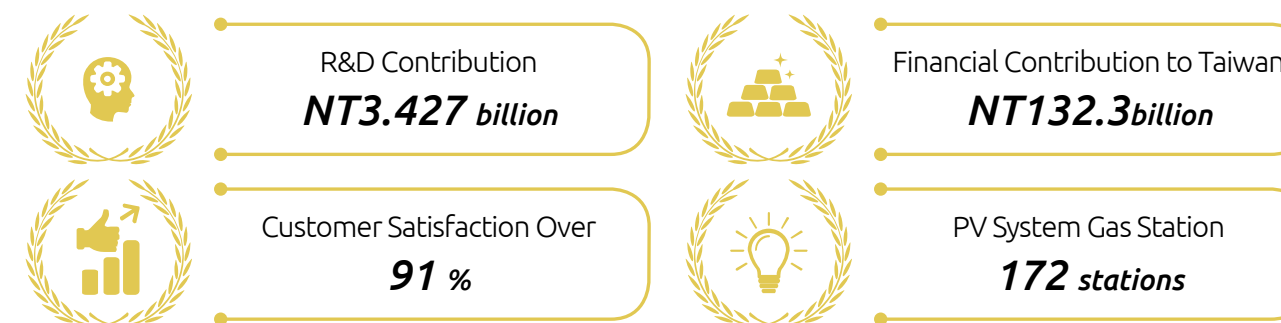 R&D Contribution
NT3.427 billion
Financial Contribution to Taiwan
NT132.3billion
Customer Satisfaction Over
91 %
PV System Gas Station
172 stations